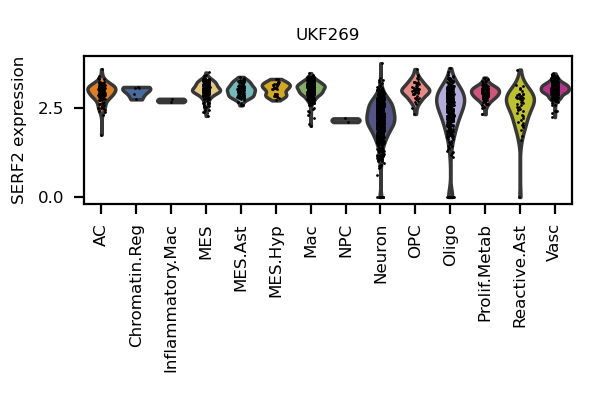 UKF269
SERF2 expression
2.5
0.0
AC
Chromatin.Reg
Inflammatory.Mac
MES
MES.Ast
MES.Hyp
Mac
NPC
Neuron
OPC
Oligo
Prolif.Metab
Reactive.Ast
Vasc